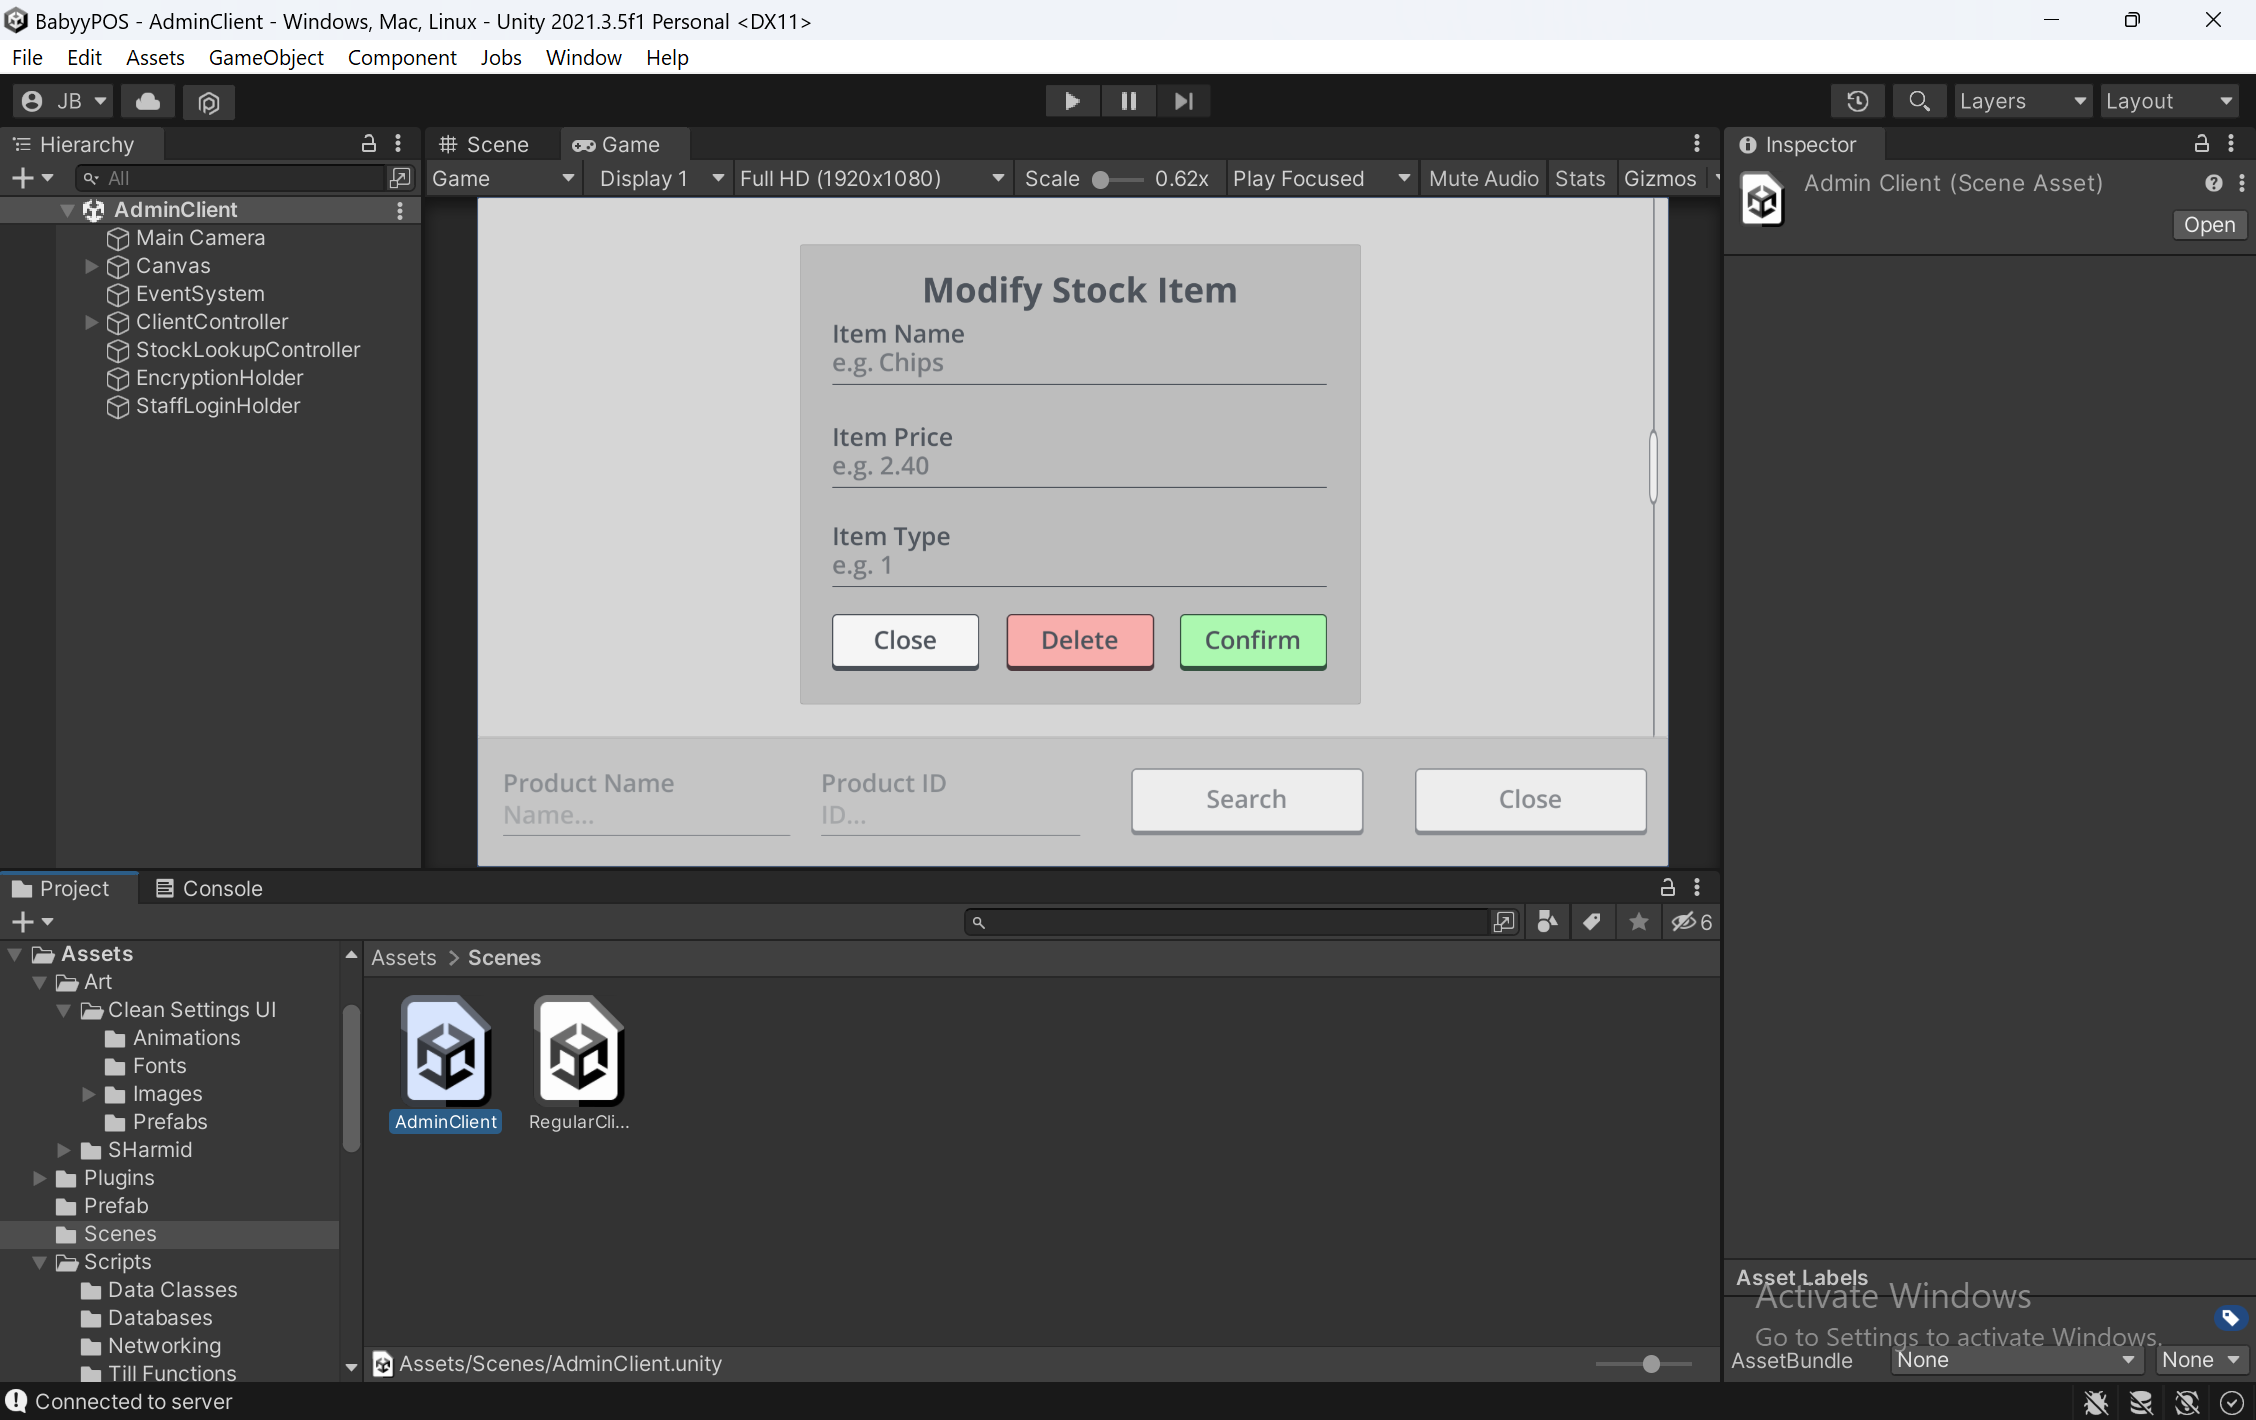 BabyyPOS - AdminClient - Windows, Mac, Linux - Unity 2021.3.5f1 Personal <DX11>
File Edit Assets GameObject Component Jobs Window Help
JB
Layers
Layout
Hierarchy
All
AdminClient
Main Camera
Canvas
EventSystem
ClientController
StockLookupController
EncryptionHolder
StaffLoginHolder
Scene
Game
Game
Display 1
Full HD (1920x1080)
Scale
0.62x
Play Focused
Mute Audio
Stats
Gizmos
Modify Stock Item
Item Name
e.g. Chips
Item Price
e.g. 2.40
Item Type
e.g. 1
Close
Delete
Confirm
Product Name
Name...
Product ID
ID...
Search
Close
Inspector
Admin Client (Scene Asset)
Open
Project
Console
6
Assets
Art
Clean Settings UI
Animations
Fonts
Images
Prefabs
SHarmid
Plugins
Prefab
Scenes
Scripts
Data Classes
Databases
Networking
Till Functions
Assets > Scenes
AdminClient
RegularCli...
Assets/Scenes/AdminClient.unity
Asset Labels
Activate Windows
Go to Settings to activate Windows.
AssetBundle
None
None
Connected to server